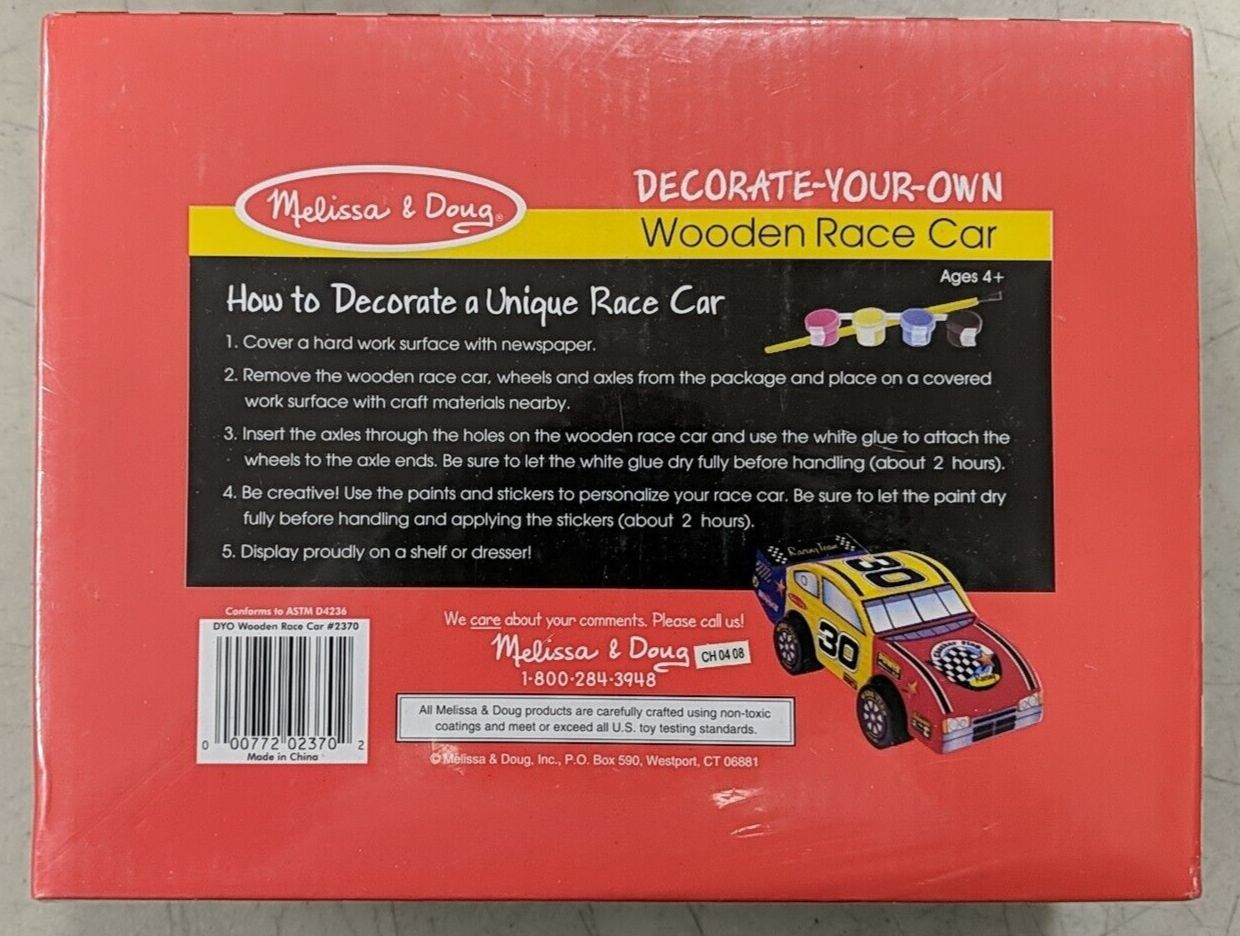 Melissa & Doug®
DECORATE-YOUR-OWN
Wooden Race Car
Ages 4+
How to Decorate a Unique Race Car
1. Cover a hard work surface with newspaper.
2. Remove the wooden race car, wheels and axles from the package and place on a covered
work surface with craft materials nearby.
3. Insert the axles through the holes on the wooden race car and use the white glue to attach the
wheels to the axle ends. Be sure to let the white glue dry fully before handling (about 2 hours).
4. Be creative! Use the paints and stickers to personalize your race car. Be sure to let the paint dry
fully before handling and applying the stickers (about 2 hours).
5. Display proudly on a shelf or dresser!
Racing Team
30
30
Racing
Conforms to ASTM D4236
DYO Wooden Race Car #2370
0 00772 02370 2
Made in China
We care about your comments. Please call us!
Melissa & Doug
CH 04 08
1-800-284-3948
All Melissa & Doug products are carefully crafted using non-toxic
coatings and meet or exceed all U.S. toy testing standards.
© Melissa & Doug, Inc., P.O. Box 590, Westport, CT 06881